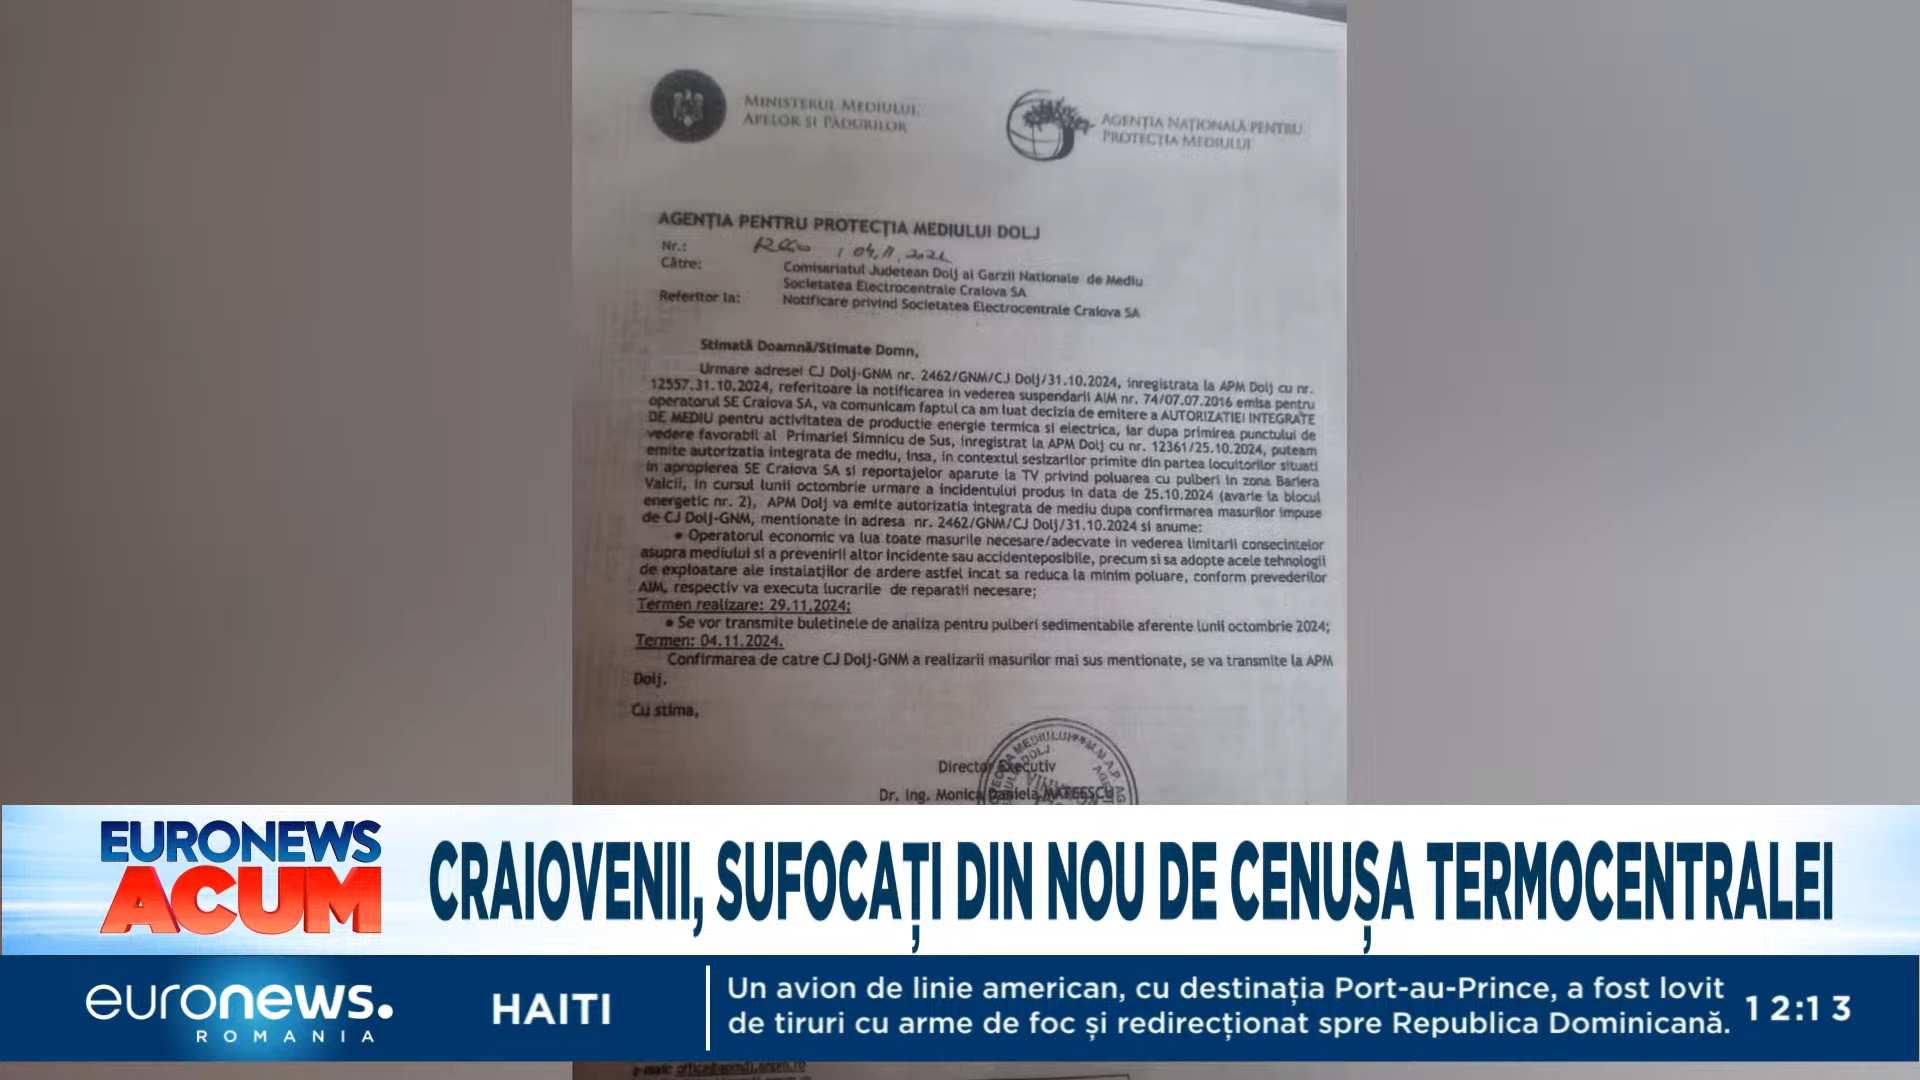 MINISTERUL MEDIULUI,
APELOR ȘI PĂDURILOR
AGENȚIA NAȚIONALĂ PENTRU
PROTECȚIA MEDIULUI
AGENȚIA PENTRU PROTECȚIA MEDIULUI DOLJ
Nr.:
Către: Comisariatul Judetean Dolj al Garzii Nationale de Mediu
Societatea Electrocentrale Craiova SA
Referitor la: Notificare privind Societatea Electrocentrale Craiova SA
Stimată Doamnă/Stimate Domn,
Urmare adresei CJ Dolj-GNM nr. 2462/GNM/CJ Dolj/31.10.2024, inregistrata la APM Dolj cu nr.
12557.31.10.2024, referitoare la notificarea in vederea suspendarii AIM nr. 74/07.07.2016 emisa pentru
operatorul SE Craiova SA, va comunicam faptul ca am luat decizia de emitere a AUTORIZATIEI INTEGRATE
DE MEDIU pentru activitatea de productie energie termica si electrica, iar dupa primirea punctului de
vedere favorabil al Primariei Simnicu de Sus, inregistrat la APM Dolj cu nr. 12361/25.10.2024, puteam
emite autorizatia integrata de mediu, insa, in contextul sesizarilor primite din partea locuitorilor situati
in apropierea SE Craiova SA si reportajelor aparute la TV privind poluarea cu pulberi in zona Bariera
Valcii, in cursul lunii octombrie urmare a incidentului produs in data de 25.10.2024 (avarie la blocul
energetic nr. 2), APM Dolj va emite autorizatia integrata de mediu dupa confirmarea masurilor impuse
de CJ Dolj-GNM, mentionate in adresa nr. 2462/GNM/CJ Dolj/31.10.2024 si anume:
• Operatorul economic va lua toate masurile necesare/adecvate in vederea limitarii consecintelor
asupra mediului si a prevenirii altor incidente sau accidenteposibile, precum si sa adopte acele tehnologii
de exploatare ale instalatjilor de ardere astfel incat sa reduca la minim poluare, conform prevederilor
AIM, respectiv va executa lucrarile de reparatii necesare;
Termen realizare: 29.11.2024;
• Se vor transmite buletinele de analiza pentru pulberi sedimentabile aferente lunii octombrie 2024;
Termen: 04.11.2024.
Confirmarea de catre CJ Dolj-GNM a realizarii masurilor mai sus mentionate, se va transmite la APM
Dolj.
Cu stima,
Director Executiv
Dr. Ing. Monica Daniela MATEESCU
EURONEWS
ACUM
CRAIOVENII, SUFOCAȚI DIN NOU DE CENUȘA TERMOCENTRALEI
euronews.
ROMANIA
HAITI
Un avion de linie american, cu destinația Port-au-Prince, a fost lovit
de tiruri cu arme de foc și redirecționat spre Republica Dominicană.
12:13